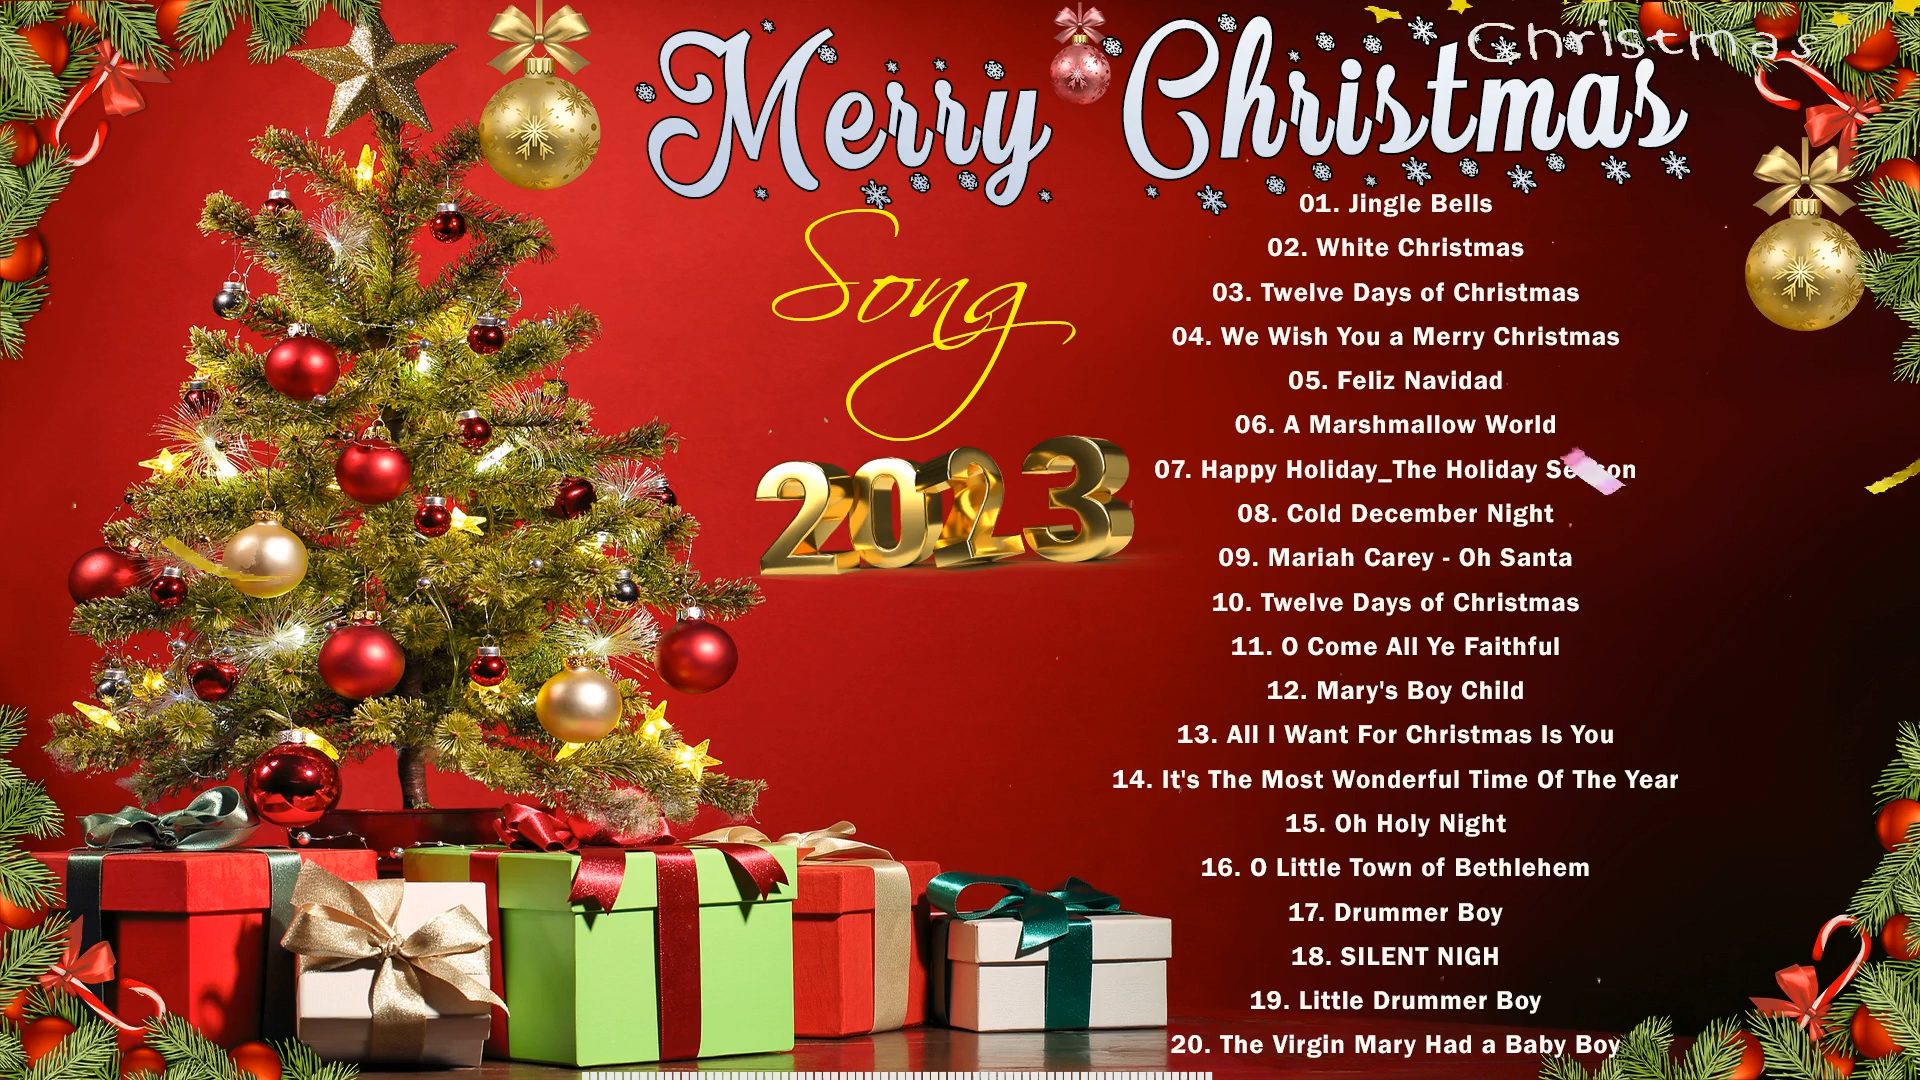 Christmas
Merry Christmas
Song
2023
01. Jingle Bells
02. White Christmas
03. Twelve Days of Christmas
04. We Wish You a Merry Christmas
05. Feliz Navidad
06. A Marshmallow World
07. Happy Holiday_The Holiday Season
08. Cold December Night
09. Mariah Carey - Oh Santa
10. Twelve Days of Christmas
11. O Come All Ye Faithful
12. Mary's Boy Child
13. All I Want For Christmas Is You
14. It's The Most Wonderful Time Of The Year
15. Oh Holy Night
16. O Little Town of Bethlehem
17. Drummer Boy
18. SILENT NIGH
19. Little Drummer Boy
20. The Virgin Mary Had a Baby Boy